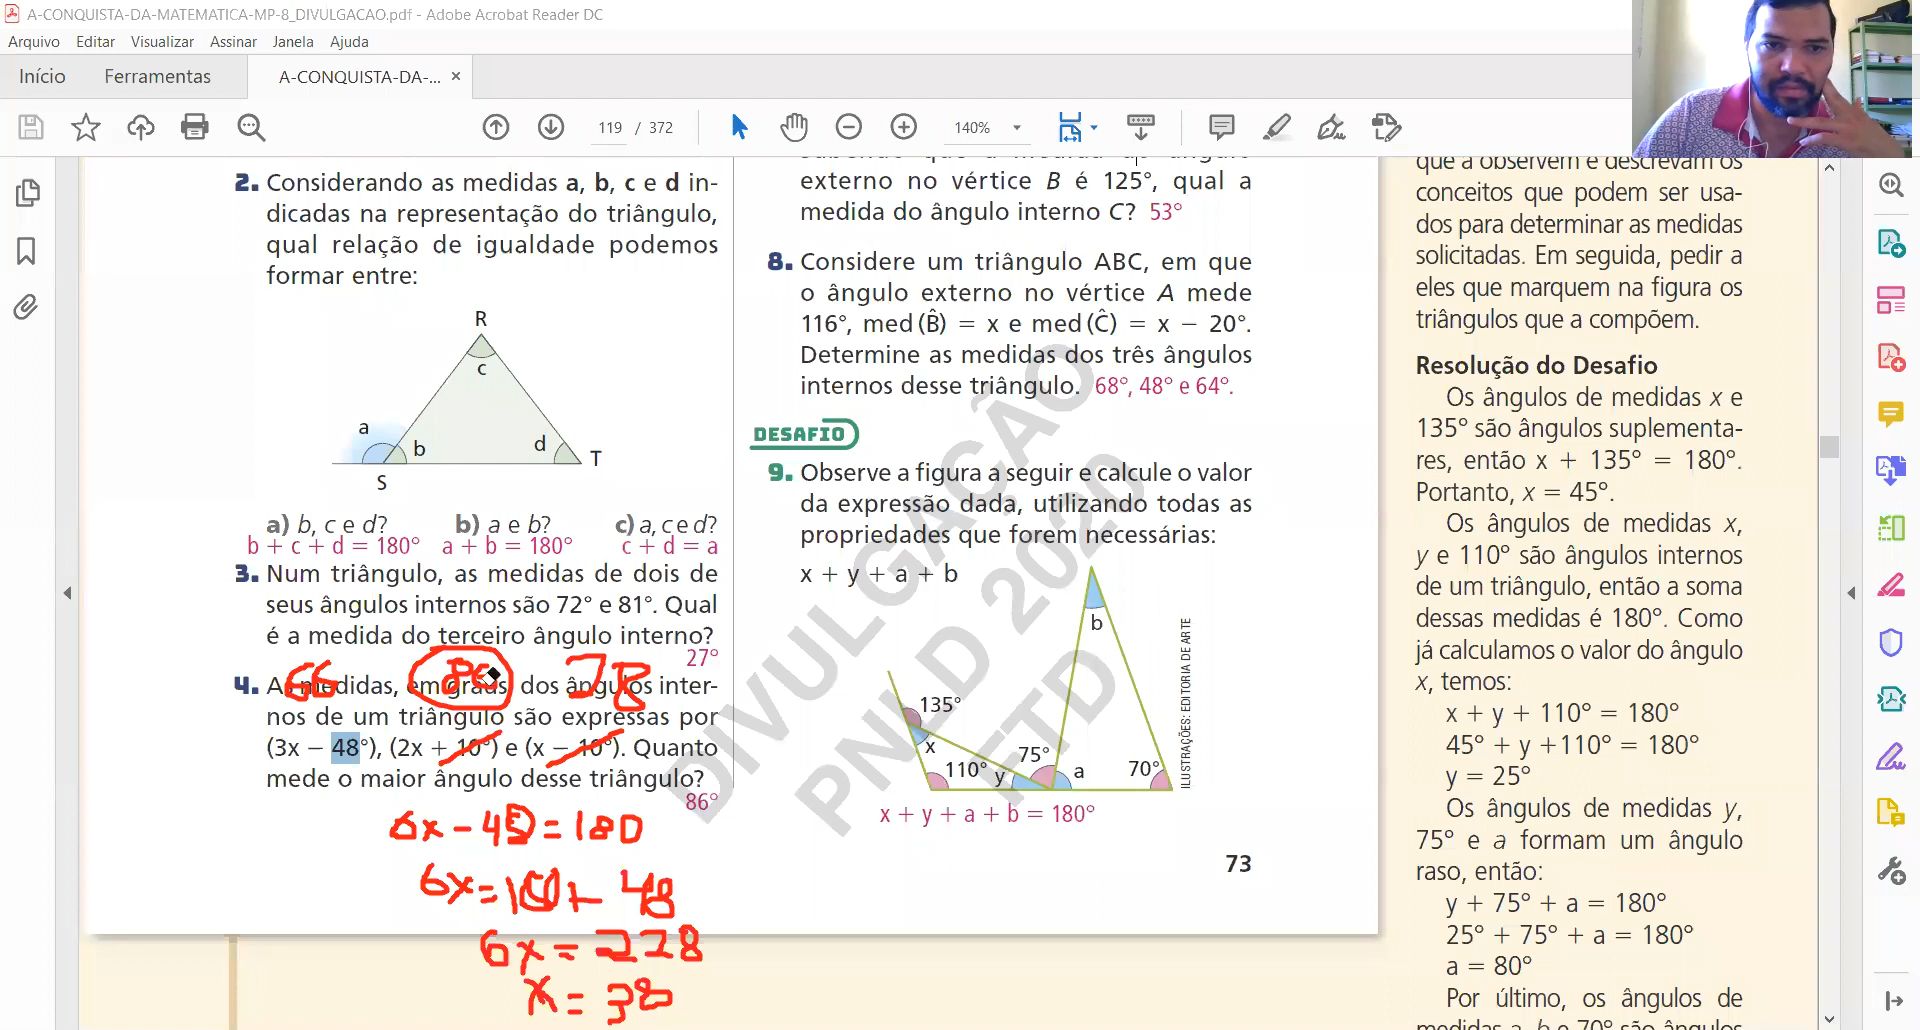 A-CONQUISTA-DA-MATEMATICA-MP-8_DIVULGACAO.pdf - Adobe Acrobat Reader DC
Arquivo Editar Visualizar Assinar Janela Ajuda
Início Ferramentas A-CONQUISTA-DA-... ×
119 / 372 140%
2. Considerando as medidas a, b, c e d in-
dicadas na representação do triângulo,
qual relação de igualdade podemos
formar entre:
R
c
a
b
d
T
S
a) b, c e d? b) a e b? c) a, c e d?
b + c + d = 180° a + b = 180° c + d = a
3. Num triângulo, as medidas de dois de
seus ângulos internos são 72° e 81°. Qual
é a medida do terceiro ângulo interno?
27°
66 86
4. As medidas, em graus, dos ângulos inter-
nos de um triângulo são expressas por
(3x − 48°), (2x + 10°) e (x − 10°). Quanto
mede o maior ângulo desse triângulo?
86°
= 180
6x = + 48
6x = 228
x = 38
externo no vértice B é 125°, qual a
medida do ângulo interno C? 53°
8. Considere um triângulo ABC, em que
o ângulo externo no vértice A mede
116°, med (B̂) = x e med (Ĉ) = x − 20°.
Determine as medidas dos três ângulos
internos desse triângulo. 68°, 48° e 64°.
DESAFIO
9. Observe a figura a seguir e calcule o valor
da expressão dada, utilizando todas as
propriedades que forem necessárias:
x + y + a + b
b
135°
x
110° y 75° a 70°
ILUSTRAÇÕES: EDITORIA DE ARTE
x + y + a + b = 180°
73
DIVULGAÇÃO
PNLD 2020
FTD
que a observem e descrevam os
conceitos que podem ser usa-
dos para determinar as medidas
solicitadas. Em seguida, pedir a
eles que marquem na figura os
triângulos que a compõem.
Resolução do Desafio
Os ângulos de medidas x e
135° são ângulos suplementa-
res, então x + 135° = 180°.
Portanto, x = 45°.
Os ângulos de medidas x,
y e 110° são ângulos internos
de um triângulo, então a soma
dessas medidas é 180°. Como
já calculamos o valor do ângulo
x, temos:
x + y + 110° = 180°
45° + y +110° = 180°
y = 25°
Os ângulos de medidas y,
75° e a formam um ângulo
raso, então:
y + 75° + a = 180°
25° + 75° + a = 180°
a = 80°
Por último, os ângulos de
medidas a, b e 70° são ângulos